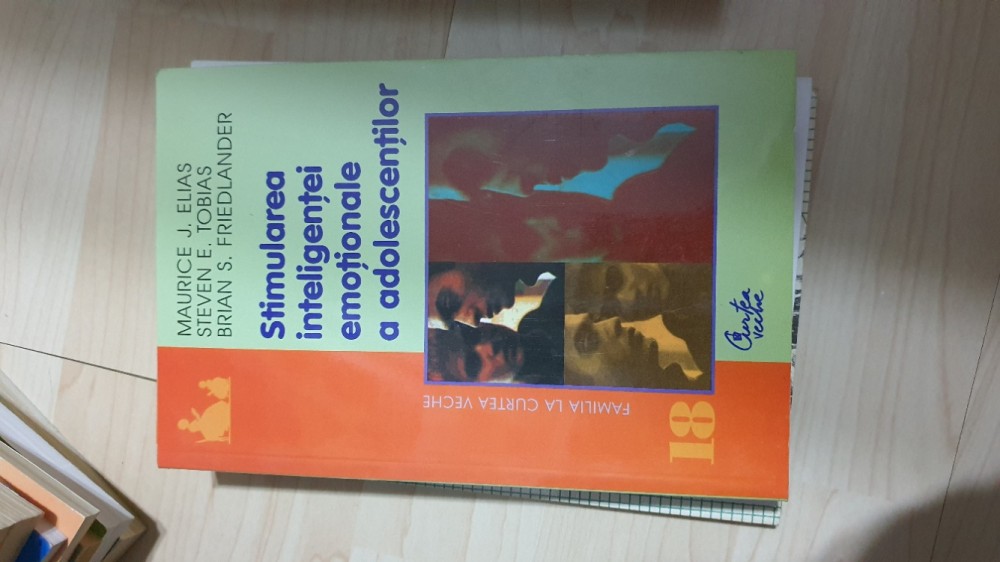 MAURICE J. ELIAS
STEVEN E. TOBIAS
BRIAN S. FRIEDLANDER
Stimularea
inteligenței
emoționale
a adolescenților
FAMILIA LA CURTEA VECHE
18
Curtea
veche